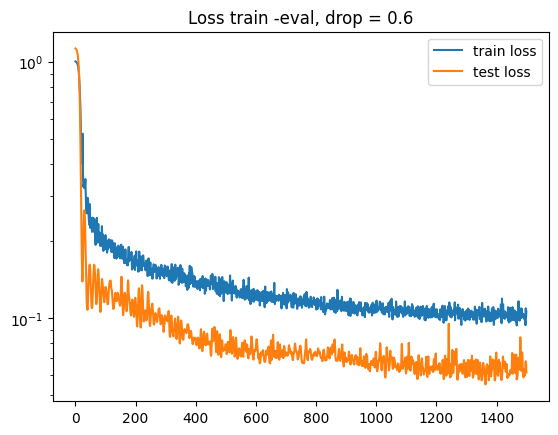 Loss train -eval, drop = 0.6
train loss
test loss
10⁰
10⁻¹
0 200 400 600 800 1000 1200 1400